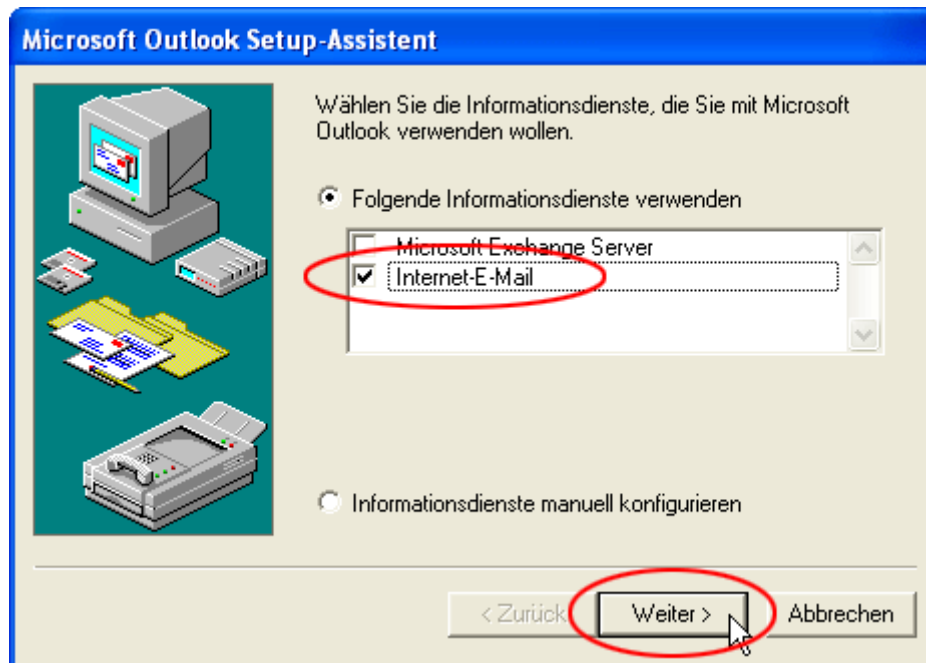 Microsoft Outlook Setup-Assistent
Wählen Sie die Informationsdienste, die Sie mit Microsoft
Outlook verwenden wollen.
Folgende Informationsdienste verwenden
Microsoft Exchange Server
Internet-E-Mail
Informationsdienste manuell konfigurieren
< Zurück
Weiter >
Abbrechen